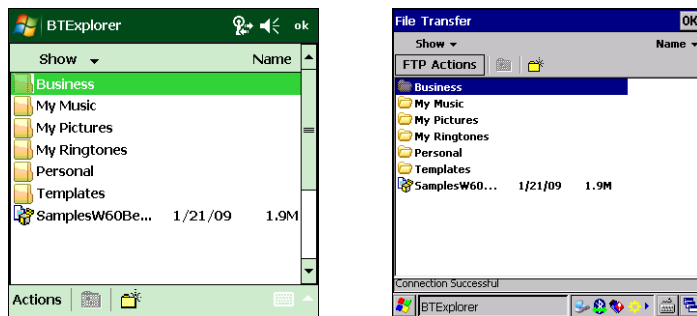 BTExplorer ok
Show Name
Business
My Music
My Pictures
My Ringtones
Personal
Templates
SamplesW60Be... 1/21/09 1.9M
Actions
File Transfer OK
Show Name
FTP Actions
Business
My Music
My Pictures
My Ringtones
Personal
Templates
SamplesW60... 1/21/09 1.9M
Connection Successful
BTExplorer